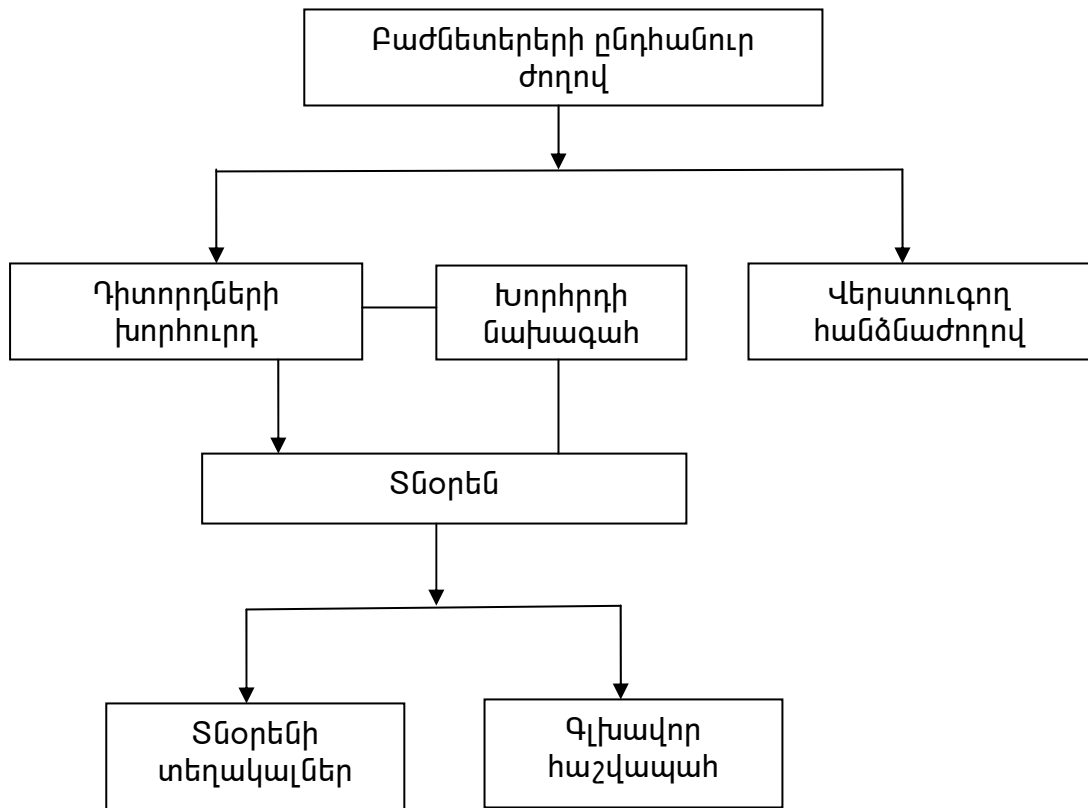 Բաժնետերերի ընդհանուր
ժողով
Դիտորդների
խորհուրդ
Խորհրդի
նախագահ
Վերստուգող
հանձնաժողով
Տնօրեն
Տնօրենի
տեղակալներ
Գլխավոր
հաշվապահ